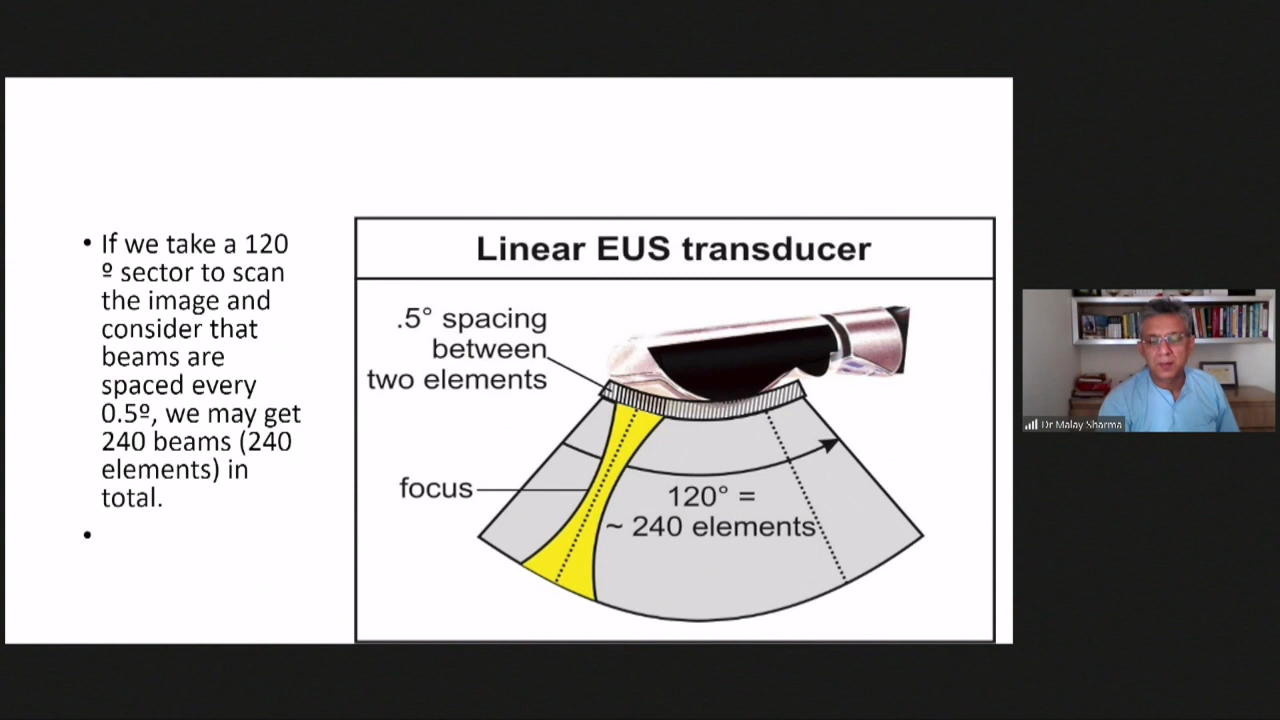 • If we take a 120
º sector to scan
the image and
consider that
beams are
spaced every
0.5º, we may get
240 beams (240
elements) in
total.
•
Linear EUS transducer
.5° spacing
between
two elements
focus
120° =
~ 240 elements
Dr Malay Sharma